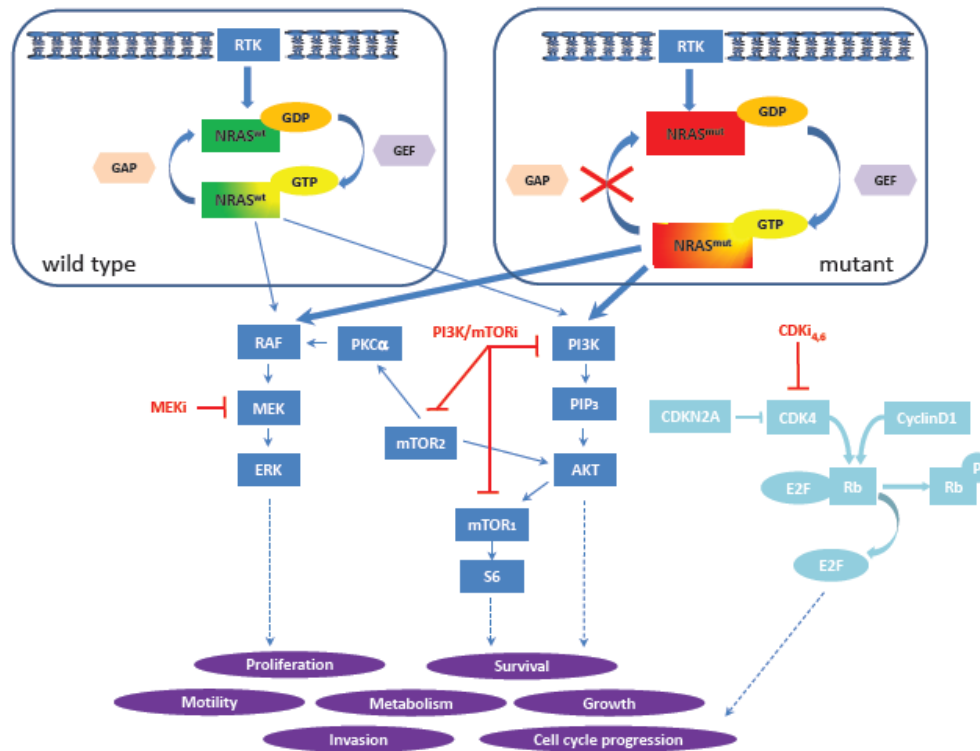 RTK
RTK
GDP
NRASwt
GEF
GAP
GTP
NRASwt
wild type
GDP
NRASmut
GAP
GEF
GTP
NRASmut
mutant
RAF
PKCα
PI3K/mTORi
PI3K
CDKi4,6
MEKi
MEK
PIP3
CDKN2A
CDK4
CyclinD1
mTOR2
ERK
AKT
E2F
Rb
Rb
P
mTOR1
E2F
S6
Proliferation
Survival
Motility
Metabolism
Growth
Invasion
Cell cycle progression